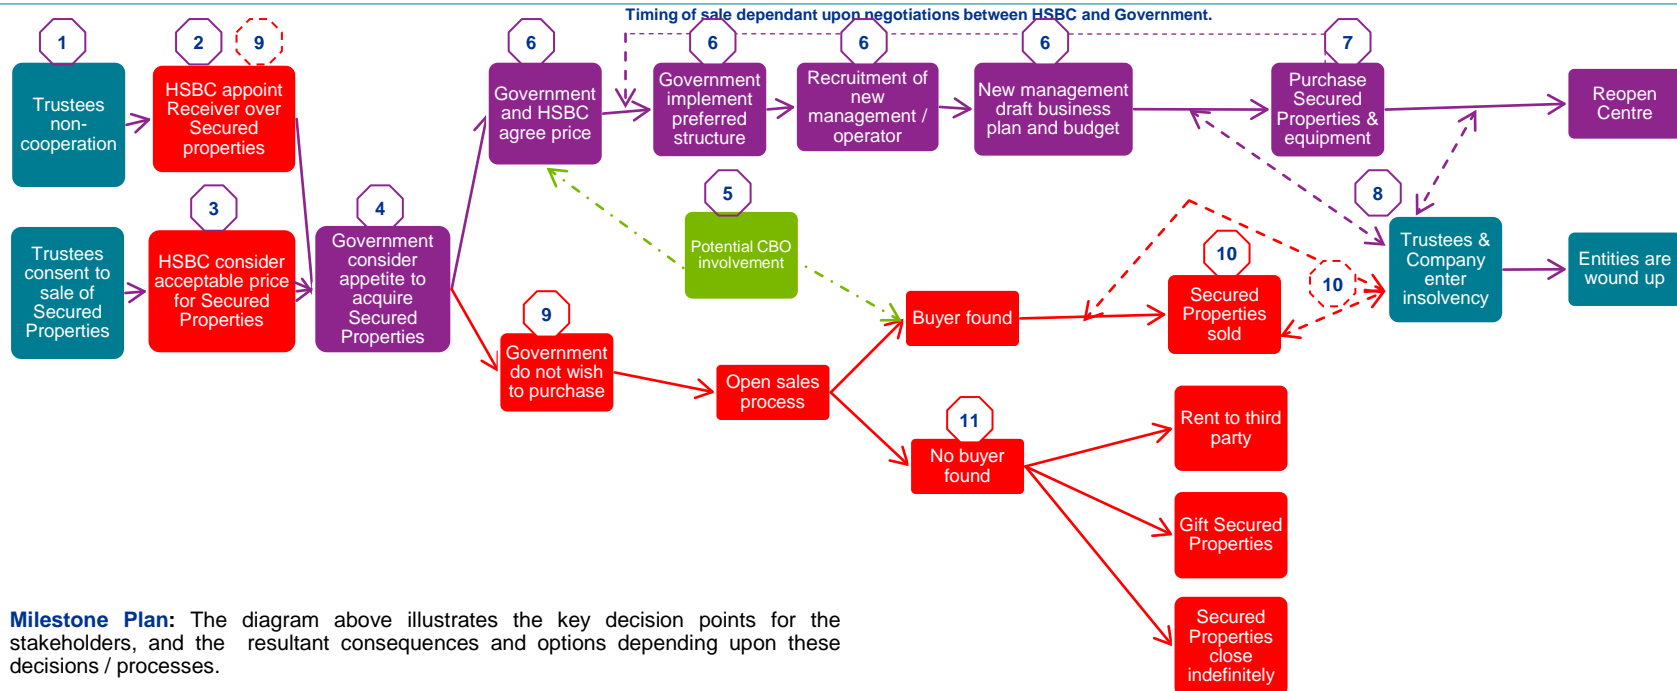 Timing of sale dependant upon negotiations between HSBC and Government.
1
2
9
6
6
6
6
7
Trustees
non-
cooperation
HSBC appoint
Receiver over
Secured
properties
Government
and HSBC
agree price
Government
implement
preferred
structure
Recruitment of
new
management /
operator
New management
draft business
plan and budget
Purchase
Secured
Properties &
equipment
Reopen
Centre
3
4
5
8
Trustees
consent to
sale of
Secured
Properties
HSBC consider
acceptable price
for Secured
Properties
Government
consider
appetite to
acquire
Secured
Properties
Potential CBO
involvement
10
10
Trustees &
Company
enter
insolvency
Entities are
wound up
9
Government
do not wish
to purchase
Open sales
process
Buyer found
Secured
Properties
sold
11
No buyer
found
Rent to third
party
Gift Secured
Properties
Secured
Properties
close
indefinitely
Milestone Plan: The diagram above illustrates the key decision points for the
stakeholders, and the resultant consequences and options depending upon these
decisions / processes.